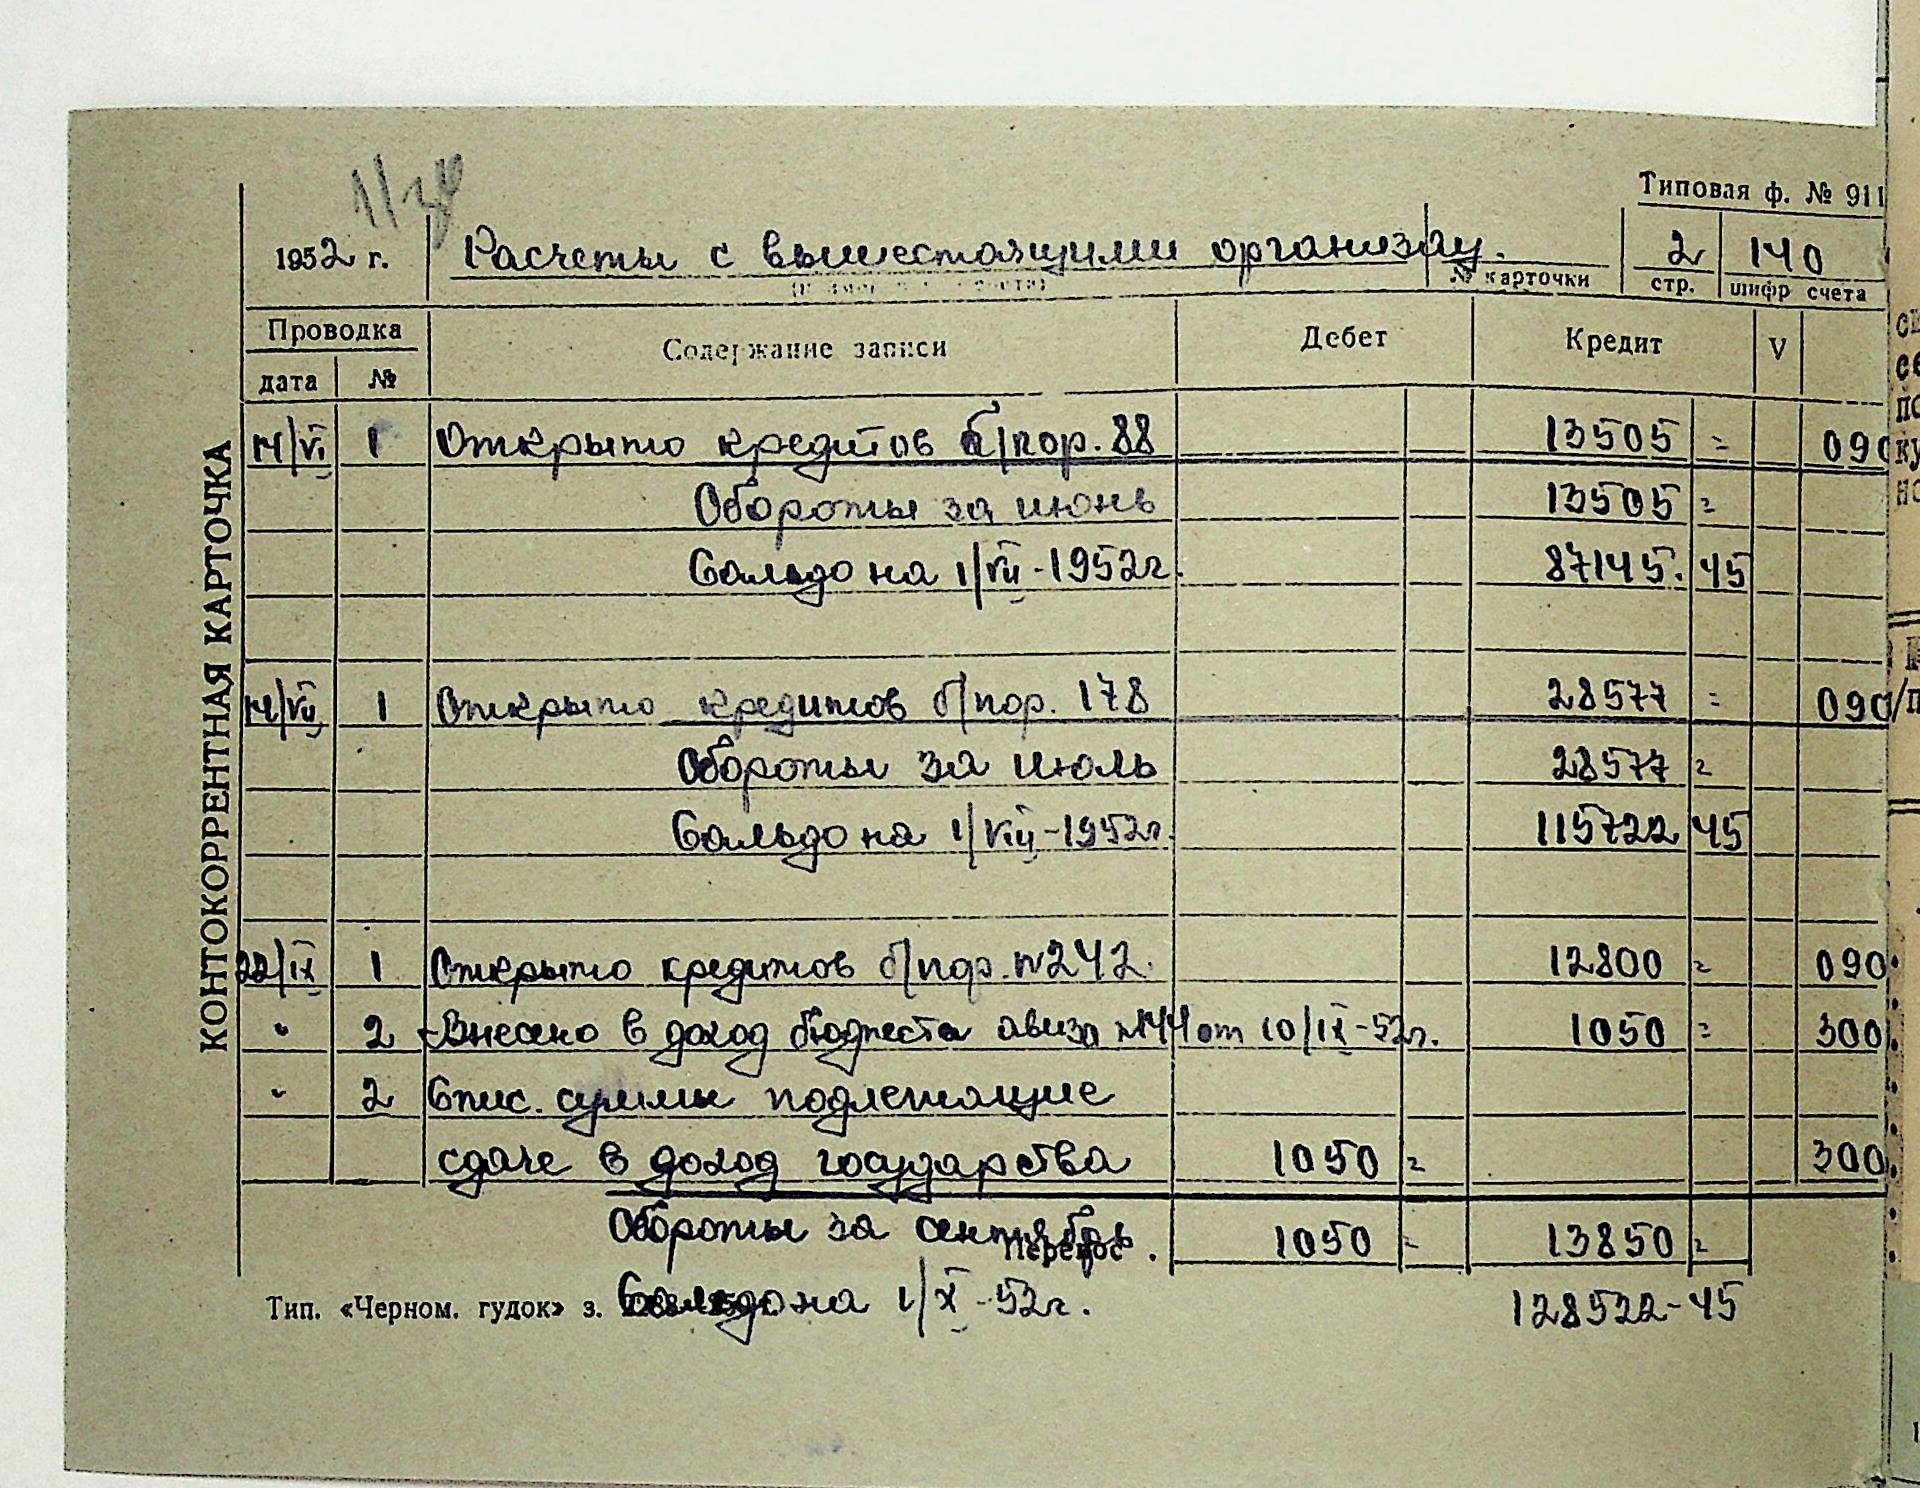 Типовая ф. № 911
1952 г. Расчеты с вышестоящими организац. № карточки 2 стр. 140 шифр счета
КОНТОКОРРЕНТНАЯ КАРТОЧКА
Проводка Содержание записи Дебет Кредит V
дата №
14/VI 1 Открыто кредитов б/пор. 88 13505 = 090
Обороты за июнь 13505 =
Сальдо на 1/VII - 1952г. 87145. 45
14/VII 1 Открыто кредитов б/пор. 178 28577 = 090
Обороты за июль 28577 =
Сальдо на 1/VIII - 1952г. 115722 45
22/IX 1 Открыто кредитов б/пор. №242. 12800 = 090
" 2 Внесено в доход бюджета авизо №144 от 10/IX-52г. 1050 = 300
" 2 Спис. суммы подлежащие
сдаче в доход государства 1050 = 300
Обороты за сентябрь 1050 - 13850 =
Перенос .
Сальдо на 1/X - 52г. 128522-45
Тип. «Черном. гудок» з.